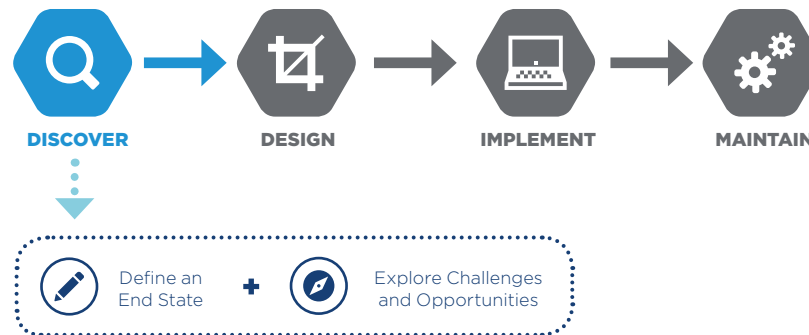 DISCOVER
DESIGN
IMPLEMENT
MAINTAIN
Define an
End State
+
Explore Challenges
and Opportunities